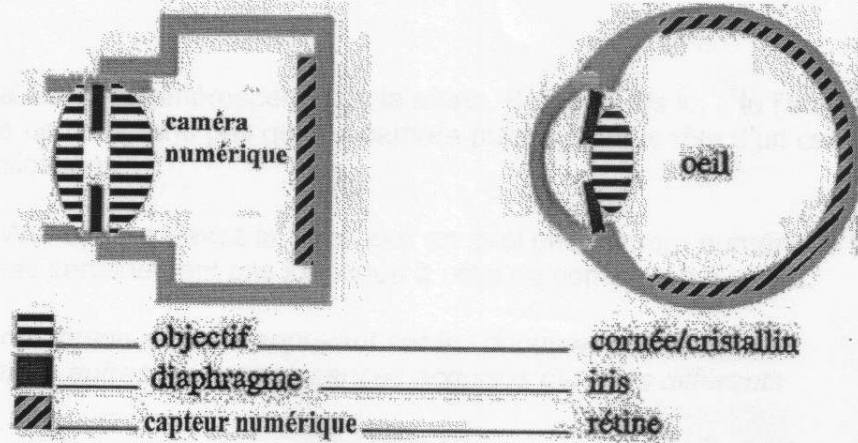 caméra
numérique
oeil
objectif cornée/cristallin
diaphragme iris
capteur numérique rétine